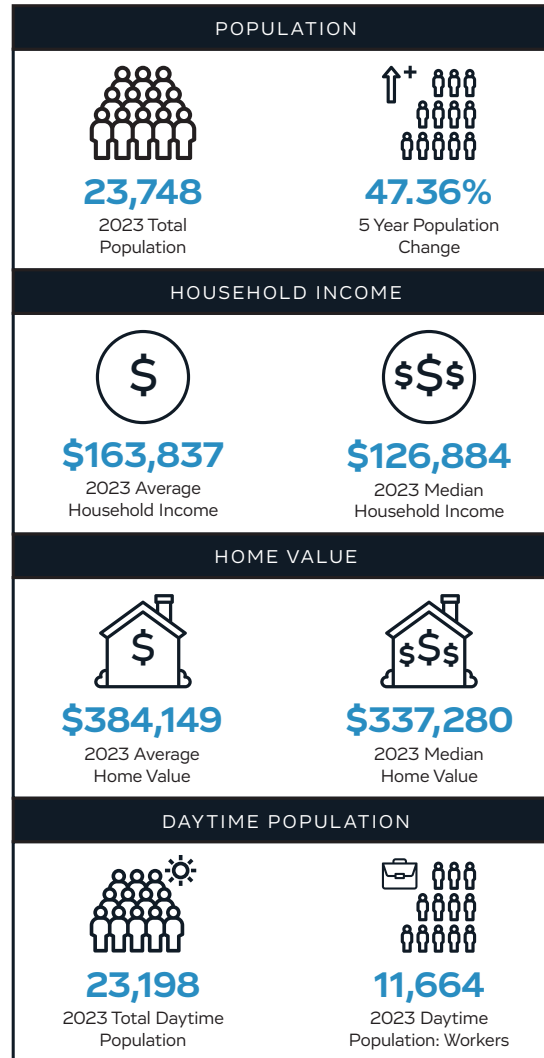 POPULATION
23,748
2023 Total
Population
47.36%
5 Year Population
Change
HOUSEHOLD INCOME
$
$163,837
2023 Average
Household Income
$$$
$126,884
2023 Median
Household Income
HOME VALUE
$
$384,149
2023 Average
Home Value
$$$
$337,280
2023 Median
Home Value
DAYTIME POPULATION
23,198
2023 Total Daytime
Population
11,664
2023 Daytime
Population: Workers